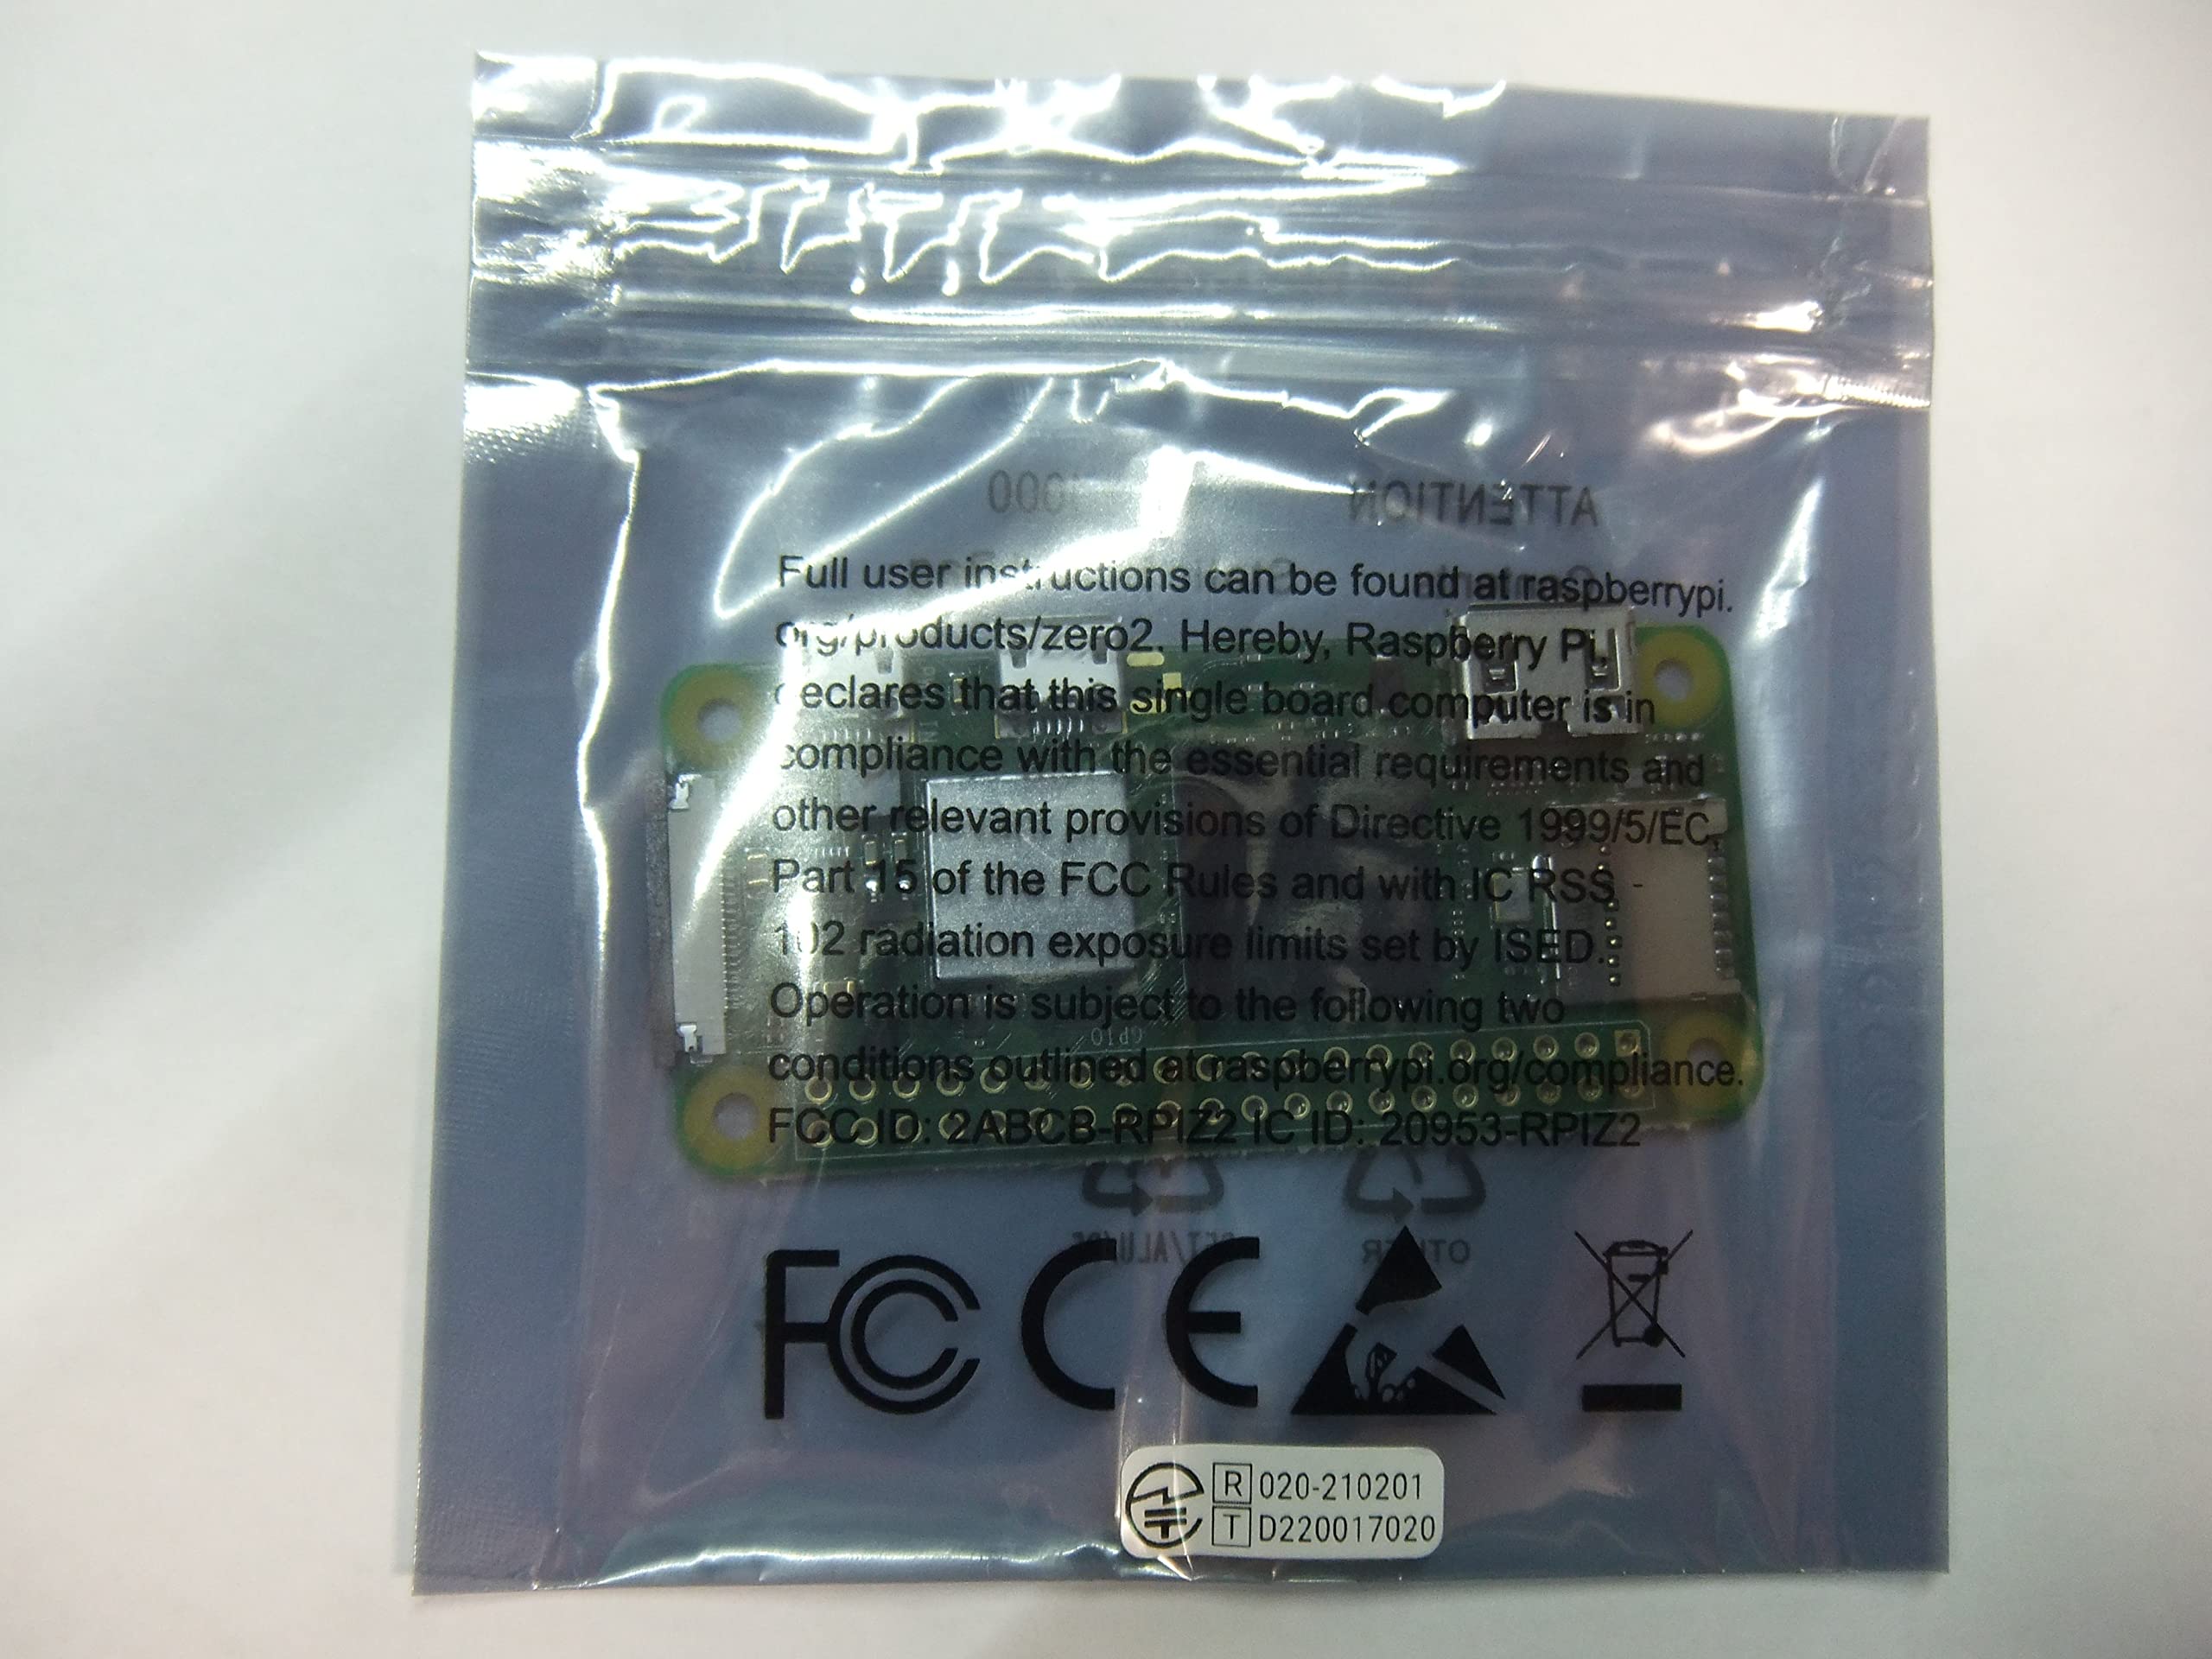 ATTENTION
Full user instructions can be found at raspberrypi.
org/products/zero2. Hereby, Raspberry Pi,
declares that this single board computer is in
compliance with the essential requirements and
other relevant provisions of Directive 1999/5/EC,
Part 15 of the FCC Rules and with IC RSS -
102 radiation exposure limits set by ISED.
Operation is subject to the following two
conditions outlined at raspberrypi.org/compliance.
FCC ID: 2ABCB-RPIZ2 IC ID: 20953-RPIZ2
GPIO
OTHER
FC CE
R 020-210201
T D220017020